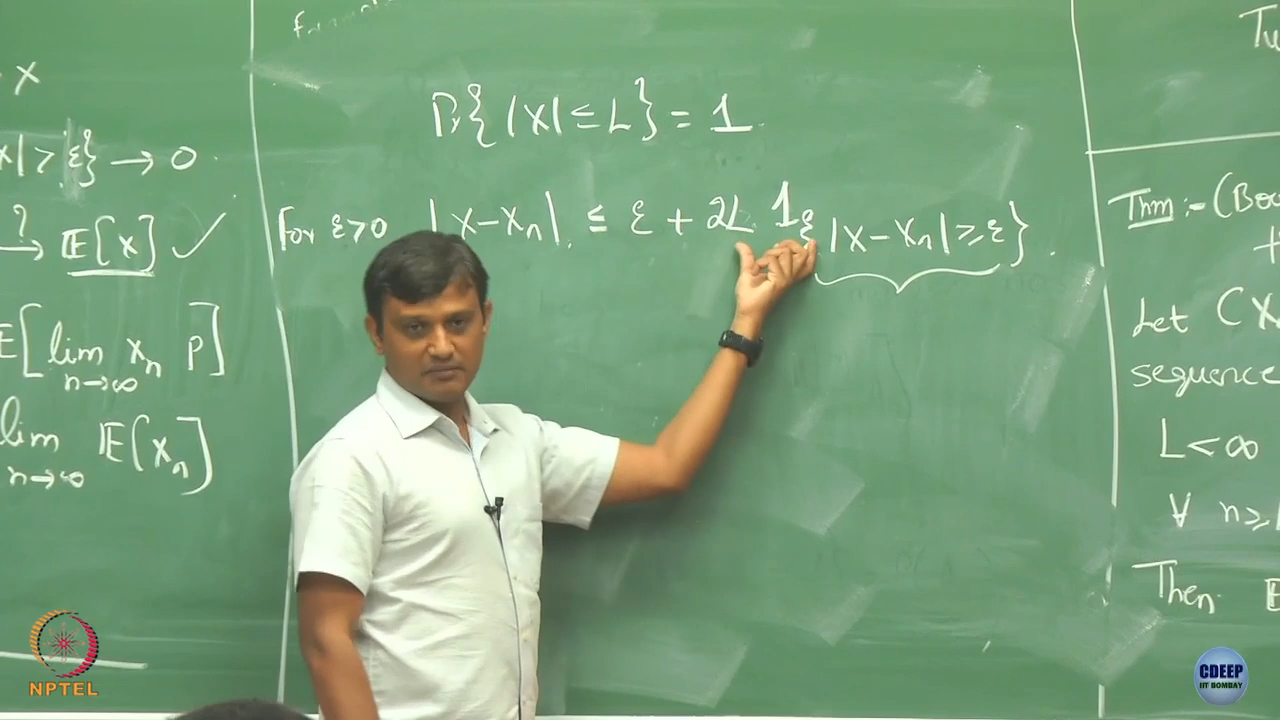 X
X| > ε} → 0
? → E[X] ✓
E[lim n→∞ Xn P]
lim n→∞ E(Xn)]
Pr{|X| ≤ L} = 1.
For ε>0 |X-Xn| ≤ ε + 2L 1{|X-Xn| ≥ ε}.
Thm:- (Bo
+
Let (X
sequence
L < ∞
∀ n ≥
Then E
NPTEL
CDEEP
IIT BOMBAY